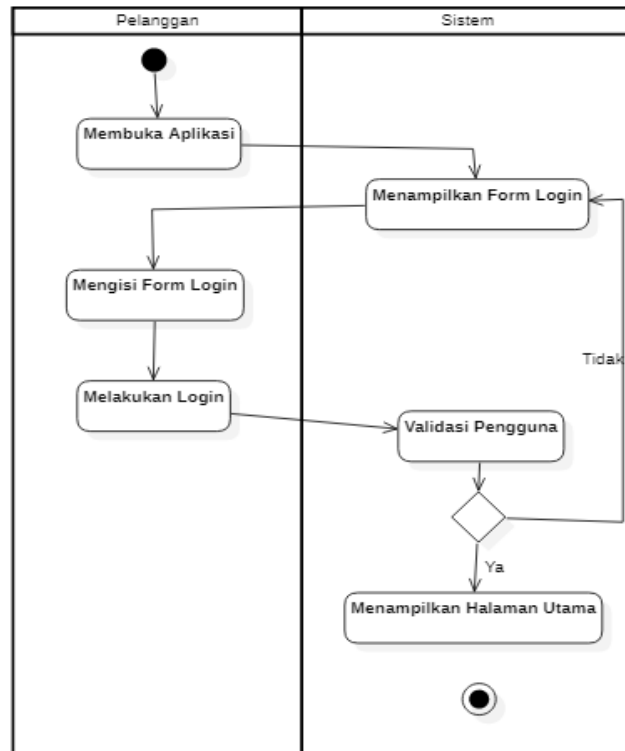 Pelanggan
Sistem
Membuka Aplikasi
Menampilkan Form Login
Mengisi Form Login
Tidak
Melakukan Login
Validasi Pengguna
Ya
Menampilkan Halaman Utama